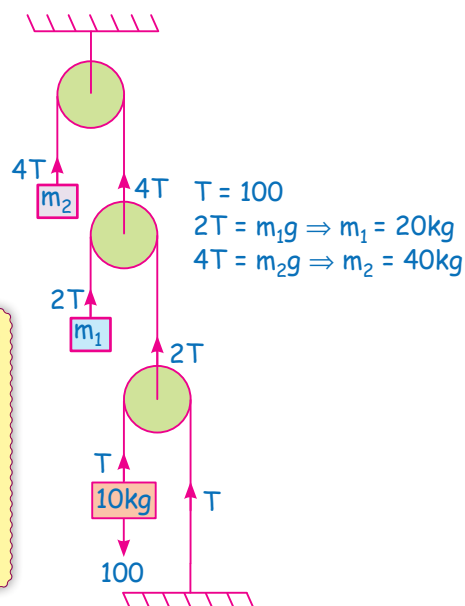 4T
m₂
4T
T = 100
2T = m₁g ⇒ m₁ = 20kg
4T = m₂g ⇒ m₂ = 40kg
2T
m₁
2T
T
10kg
T
100